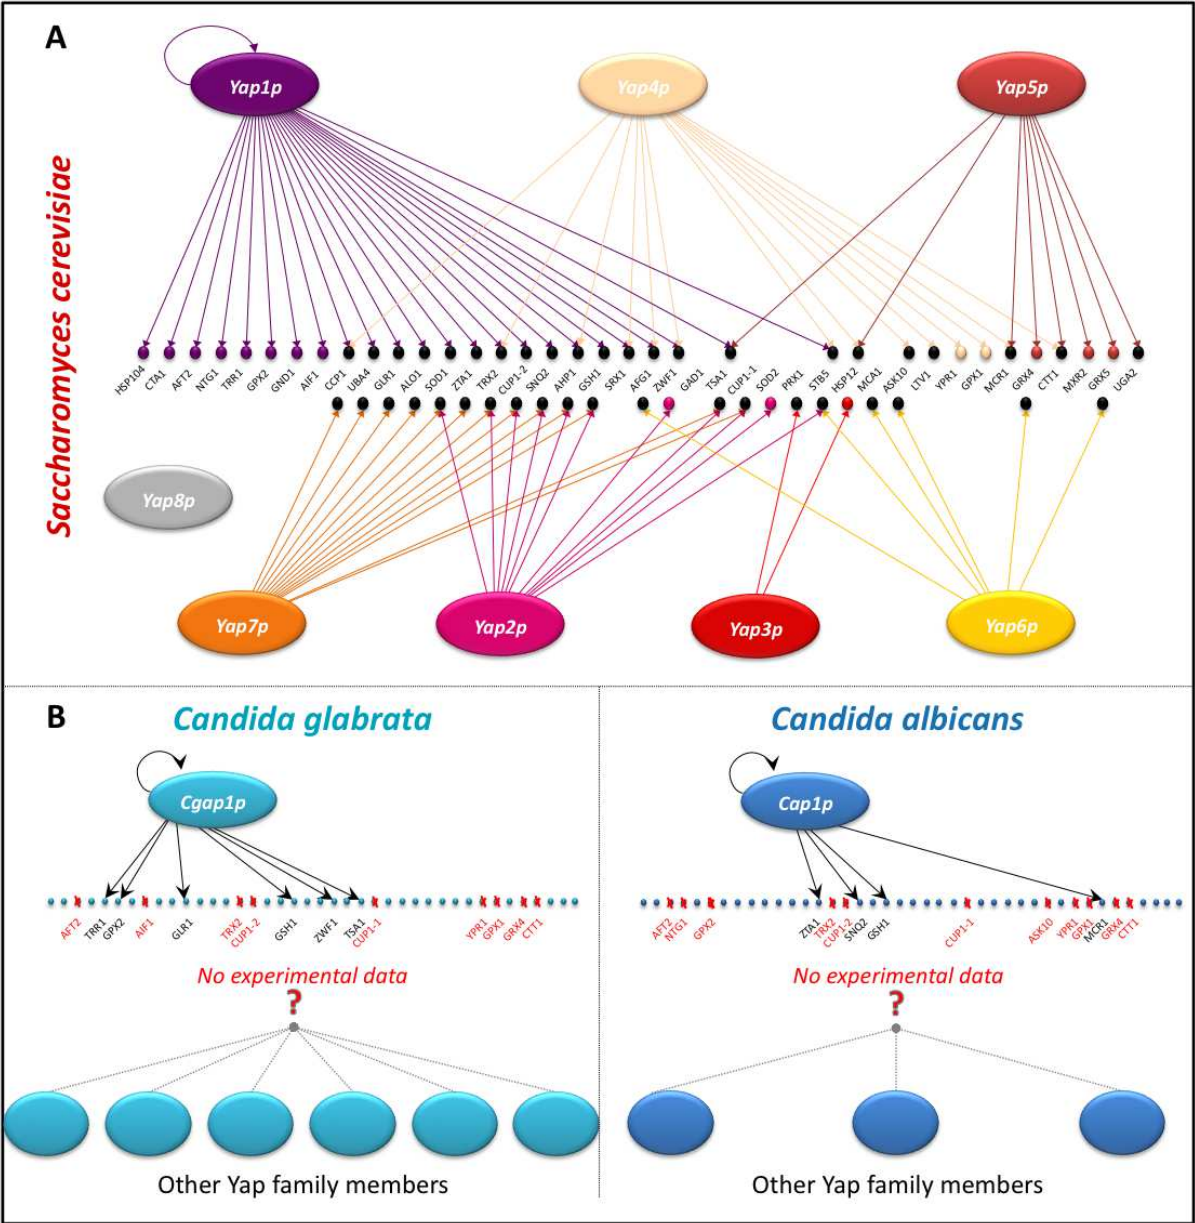 A
Yap1p
Yap4p
Yap5p
Saccharomyces cerevisiae
HSP104
CTA1
AFT2
NTG1
TRR1
GPX2
GND1
AIF1
CCP1
UBA4
GLR1
ALO1
SOD1
ZTA1
TRX2
CUP1-2
SNQ2
AHP1
GSH1
SRX1
AFG1
ZWF1
GAD1
TSA1
CUP1-1
SOD2
PRX1
STB5
HSP12
MCA1
ASK10
LTV1
YPR1
GPX1
MCR1
GRX4
CTT1
MXR2
GRX5
UGA2
Yap8p
Yap7p
Yap2p
Yap3p
Yap6p
B
Candida glabrata
Cgap1p
AFT2
TRR1
GPX2
AIF1
GLR1
TRX2
CUP1-2
GSH1
ZWF1
TSA1
CUP1-1
YPR1
GPX1
GRX4
CTT1
No experimental data
?
Other Yap family members
Candida albicans
Cap1p
AFT2
NTG1
GPX2
ZTA1
TRX2
CUP1-2
SNQ2
GSH1
CUP1-1
ASK10
YPR1
GPX1
MCR1
GRX4
CTT1
No experimental data
?
Other Yap family members